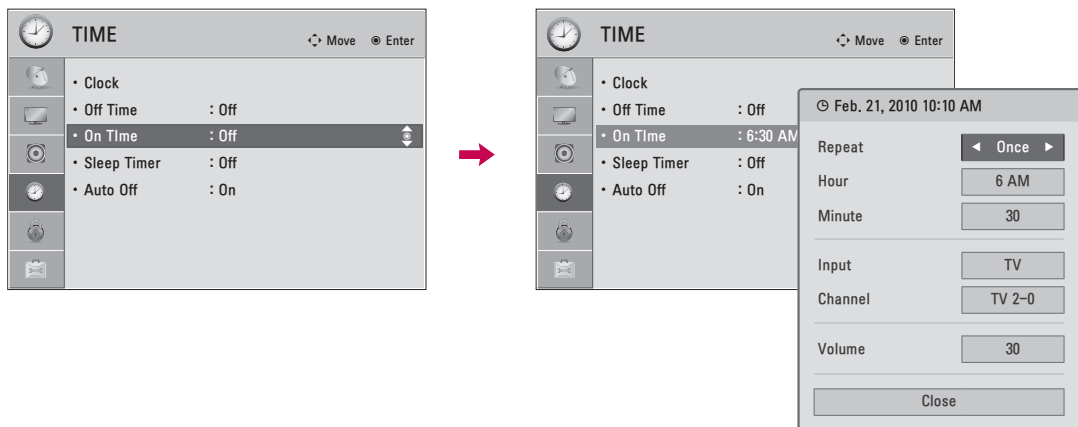 TIME
Move Enter
• Clock
• Off Time : Off
• On TIme : Off
• Sleep Timer : Off
• Auto Off : On
TIME
Move Enter
• Clock
• Off Time : Off
• On TIme : 6:30 AM
• Sleep Timer : Off
• Auto Off : On
Feb. 21, 2010 10:10 AM
Repeat ◄ Once ►
Hour 6 AM
Minute 30
Input TV
Channel TV 2-0
Volume 30
Close